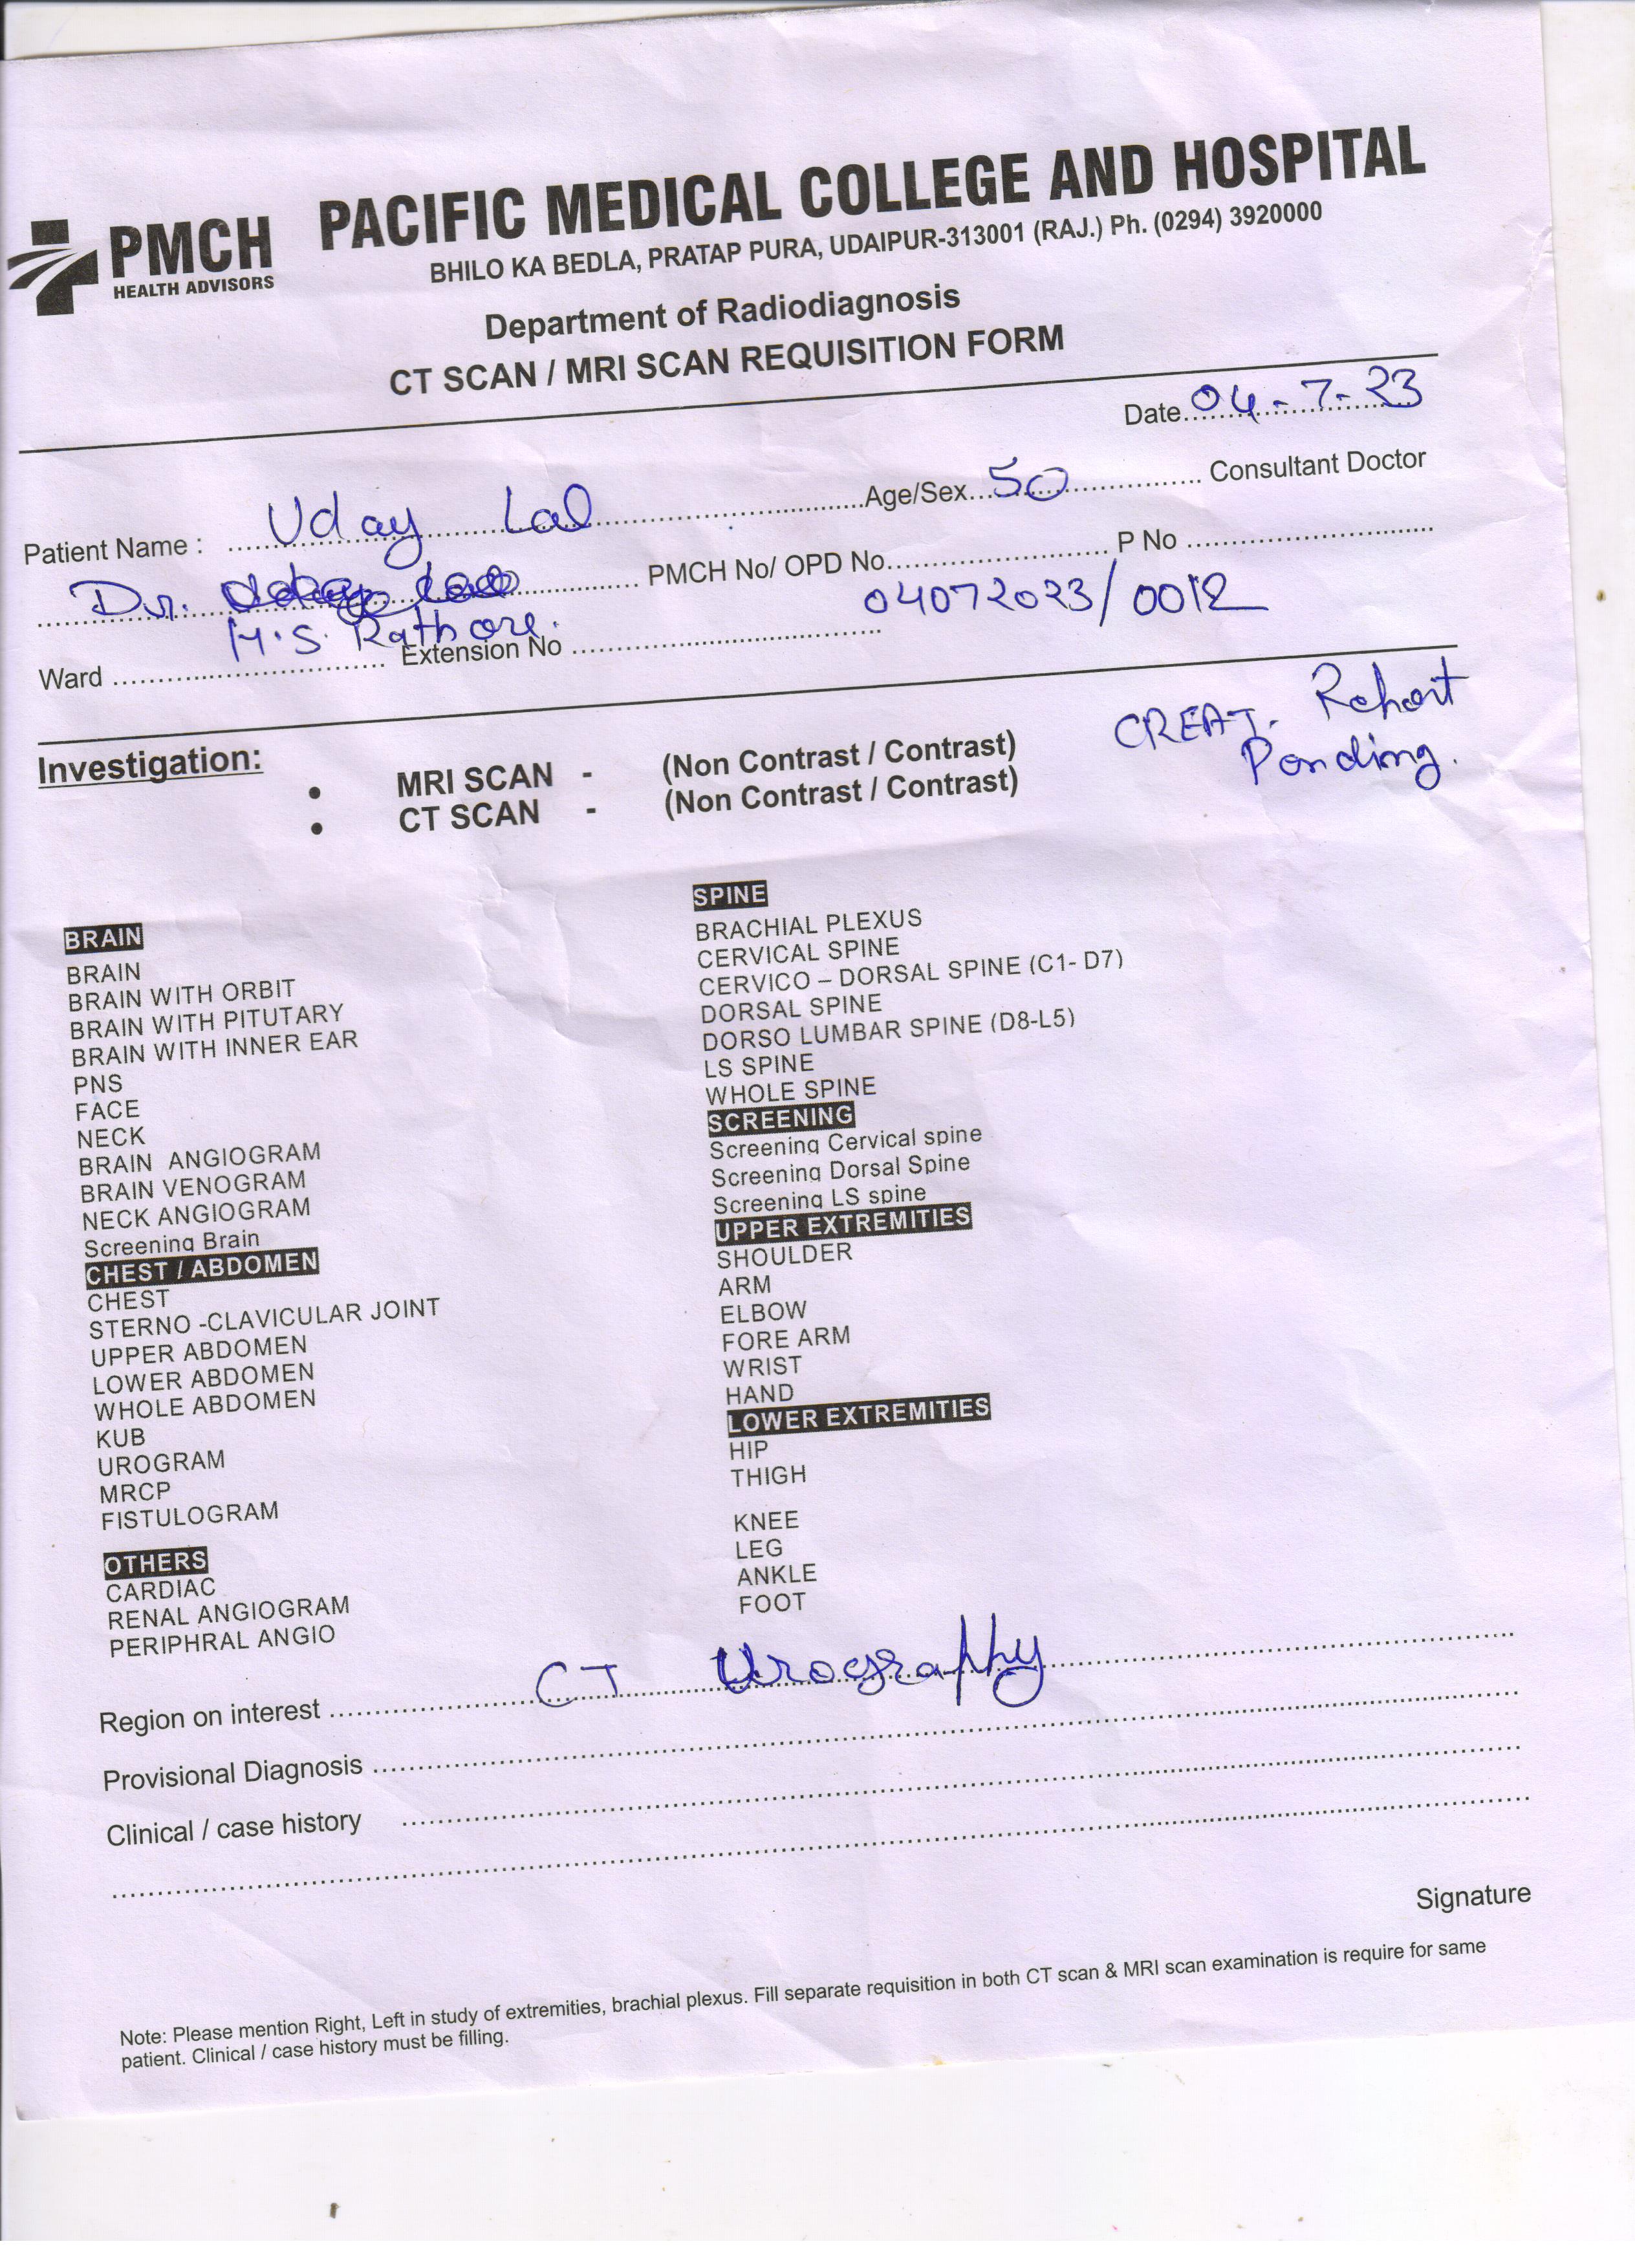 PMCH
HEALTH ADVISORS
PACIFIC MEDICAL COLLEGE AND HOSPITAL
BHILO KA BEDLA, PRATAP PURA, UDAIPUR-313001 (RAJ.) Ph. (0294) 3920000
Department of Radiodiagnosis
CT SCAN / MRI SCAN REQUISITION FORM
Date 04-7-23
Patient Name : Uday Lal Age/Sex 50 Consultant Doctor
Dr. PMCH No/ OPD No. P No
H.S. Rathore. 04072023/0012
Ward Extension No
CREAT. Report
Pending.
Investigation:
• MRI SCAN - (Non Contrast / Contrast)
• CT SCAN - (Non Contrast / Contrast)
BRAIN
BRAIN
BRAIN WITH ORBIT
BRAIN WITH PITUTARY
BRAIN WITH INNER EAR
PNS
FACE
NECK
BRAIN ANGIOGRAM
BRAIN VENOGRAM
NECK ANGIOGRAM
Screening Brain
CHEST / ABDOMEN
CHEST
STERNO -CLAVICULAR JOINT
UPPER ABDOMEN
LOWER ABDOMEN
WHOLE ABDOMEN
KUB
UROGRAM
MRCP
FISTULOGRAM
OTHERS
CARDIAC
RENAL ANGIOGRAM
PERIPHRAL ANGIO
SPINE
BRACHIAL PLEXUS
CERVICAL SPINE
CERVICO – DORSAL SPINE (C1- D7)
DORSAL SPINE
DORSO LUMBAR SPINE (D8-L5)
LS SPINE
WHOLE SPINE
SCREENING
Screening Cervical spine
Screening Dorsal Spine
Screening LS spine
UPPER EXTREMITIES
SHOULDER
ARM
ELBOW
FORE ARM
WRIST
HAND
LOWER EXTREMITIES
HIP
THIGH
KNEE
LEG
ANKLE
FOOT
Region on interest CT Urography
Provisional Diagnosis
Clinical / case history
Signature
Note: Please mention Right, Left in study of extremities, brachial plexus. Fill separate requisition in both CT scan & MRI scan examination is require for same
patient. Clinical / case history must be filling.